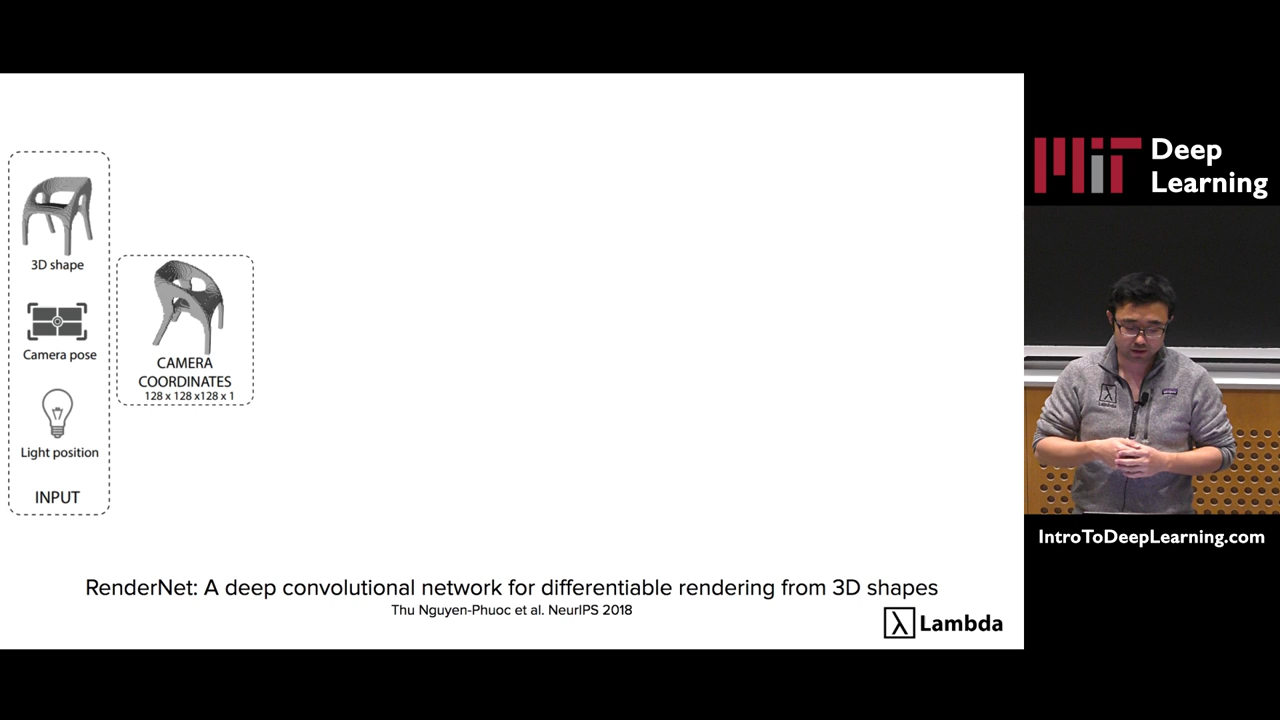 3D shape
Camera pose
Light position
INPUT
CAMERA
COORDINATES
128 x 128 x128 x 1
RenderNet: A deep convolutional network for differentiable rendering from 3D shapes
Thu Nguyen-Phuoc et al. NeurIPS 2018
λ Lambda
MIT Deep
Learning
λ
Lambda
IntroToDeepLearning.com